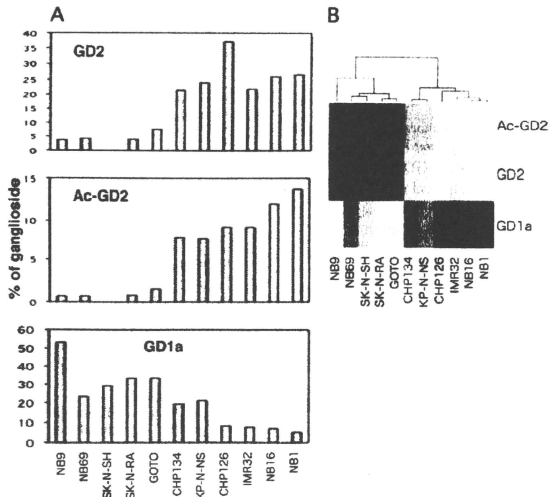 A
GD2
40
35
30
25
20
15
10
5
0
Ac-GD2
15
10
5
0
% of ganglioside
GD1a
60
50
40
30
20
10
0
NB9
NB69
SK-N-SH
SK-N-RA
GOTO
CHP134
KP-N-NS
CHP126
IMR32
NB16
NB1
B
Ac-GD2
GD2
GD1a
NB9
NB69
SK-N-SH
SK-N-RA
GOTO
CHP134
KP-N-NS
CHP126
IMR32
NB16
NB1